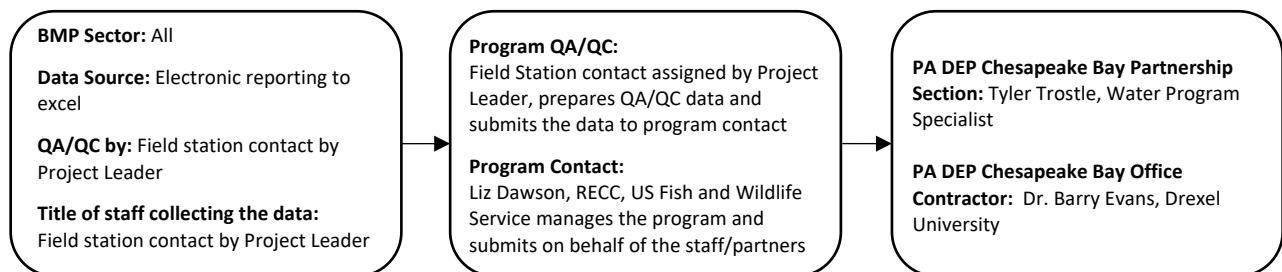 BMP Sector: All
Data Source: Electronic reporting to
excel
QA/QC by: Field station contact by
Project Leader
Title of staff collecting the data:
Field station contact by Project Leader
Program QA/QC:
Field Station contact assigned by Project
Leader, prepares QA/QC data and
submits the data to program contact
Program Contact:
Liz Dawson, RECC, US Fish and Wildlife
Service manages the program and
submits on behalf of the staff/partners
PA DEP Chesapeake Bay Partnership
Section: Tyler Trostle, Water Program
Specialist
PA DEP Chesapeake Bay Office
Contractor: Dr. Barry Evans, Drexel
University